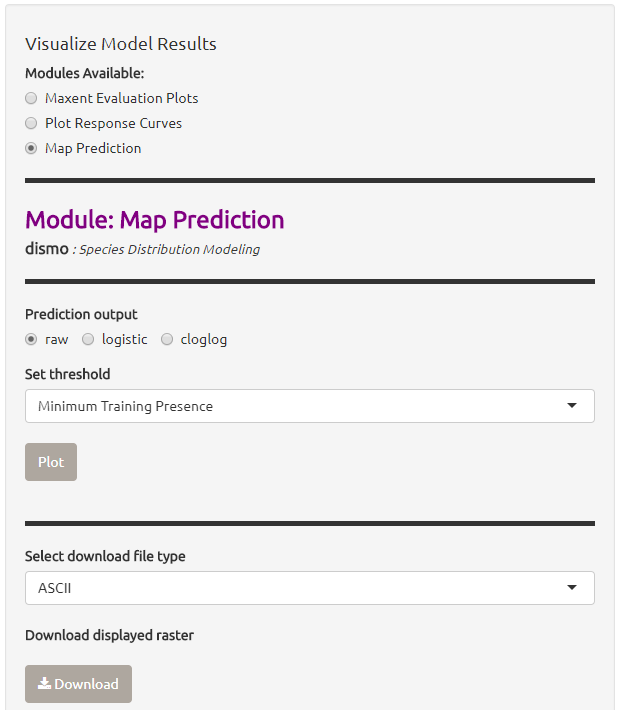 Visualize Model Results
Modules Available:
Maxent Evaluation Plots
Plot Response Curves
Map Prediction
Module: Map Prediction
dismo : Species Distribution Modeling
Prediction output
raw logistic cloglog
Set threshold
Minimum Training Presence
Plot
Select download file type
ASCII
Download displayed raster
Download